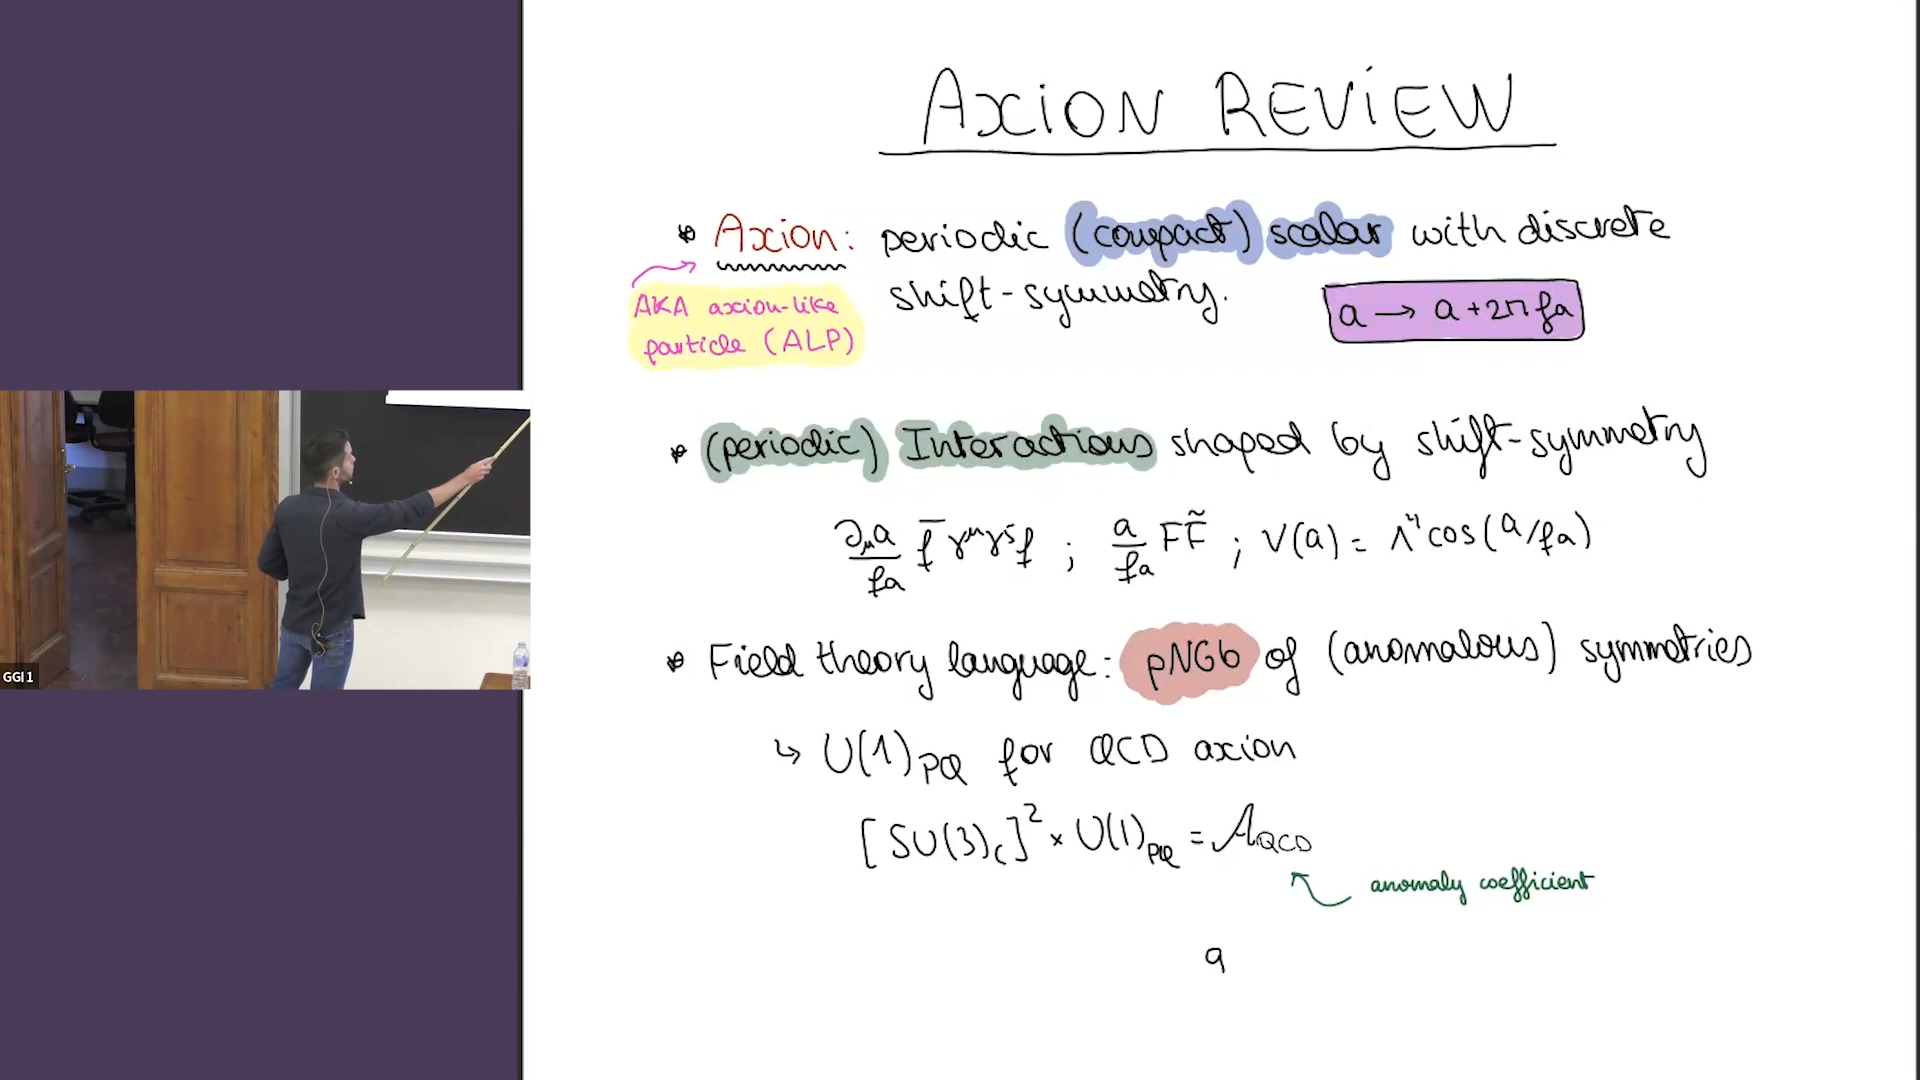 AXION REVIEW
* Axion: periodic (compact) scalar with discrete
shift-symmetry.
a → a + 2π fa
AKA axion-like
particle (ALP)
* (periodic) Interactions shaped by shift-symmetry
∂μa/fa f̄ γ^μ γ^5 f ; a/fa FF̃ ; V(a) = Λ⁴ cos(a/fa)
* Field theory language: pNGb of (anomalous) symmetries
↳ U(1)PQ for QCD axion
[SU(3)c]² × U(1)PQ = AQCD
anomaly coefficient
9
GGI 1